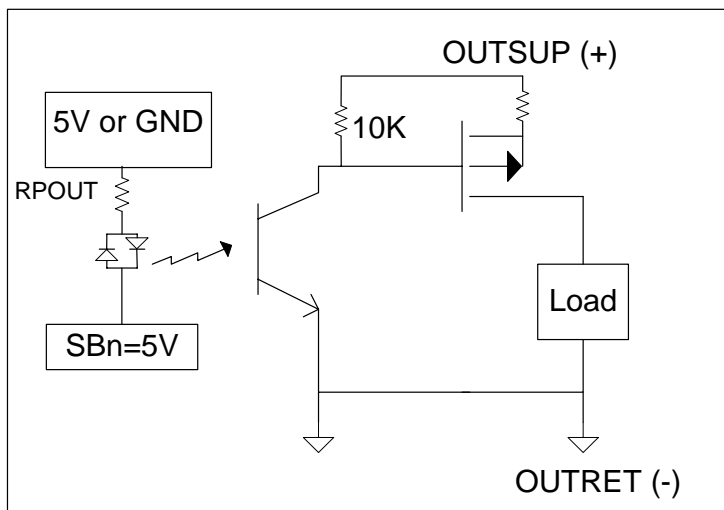 OUTSUP (+)
5V or GND
10K
RPOUT
Load
SBn=5V
OUTRET (-)